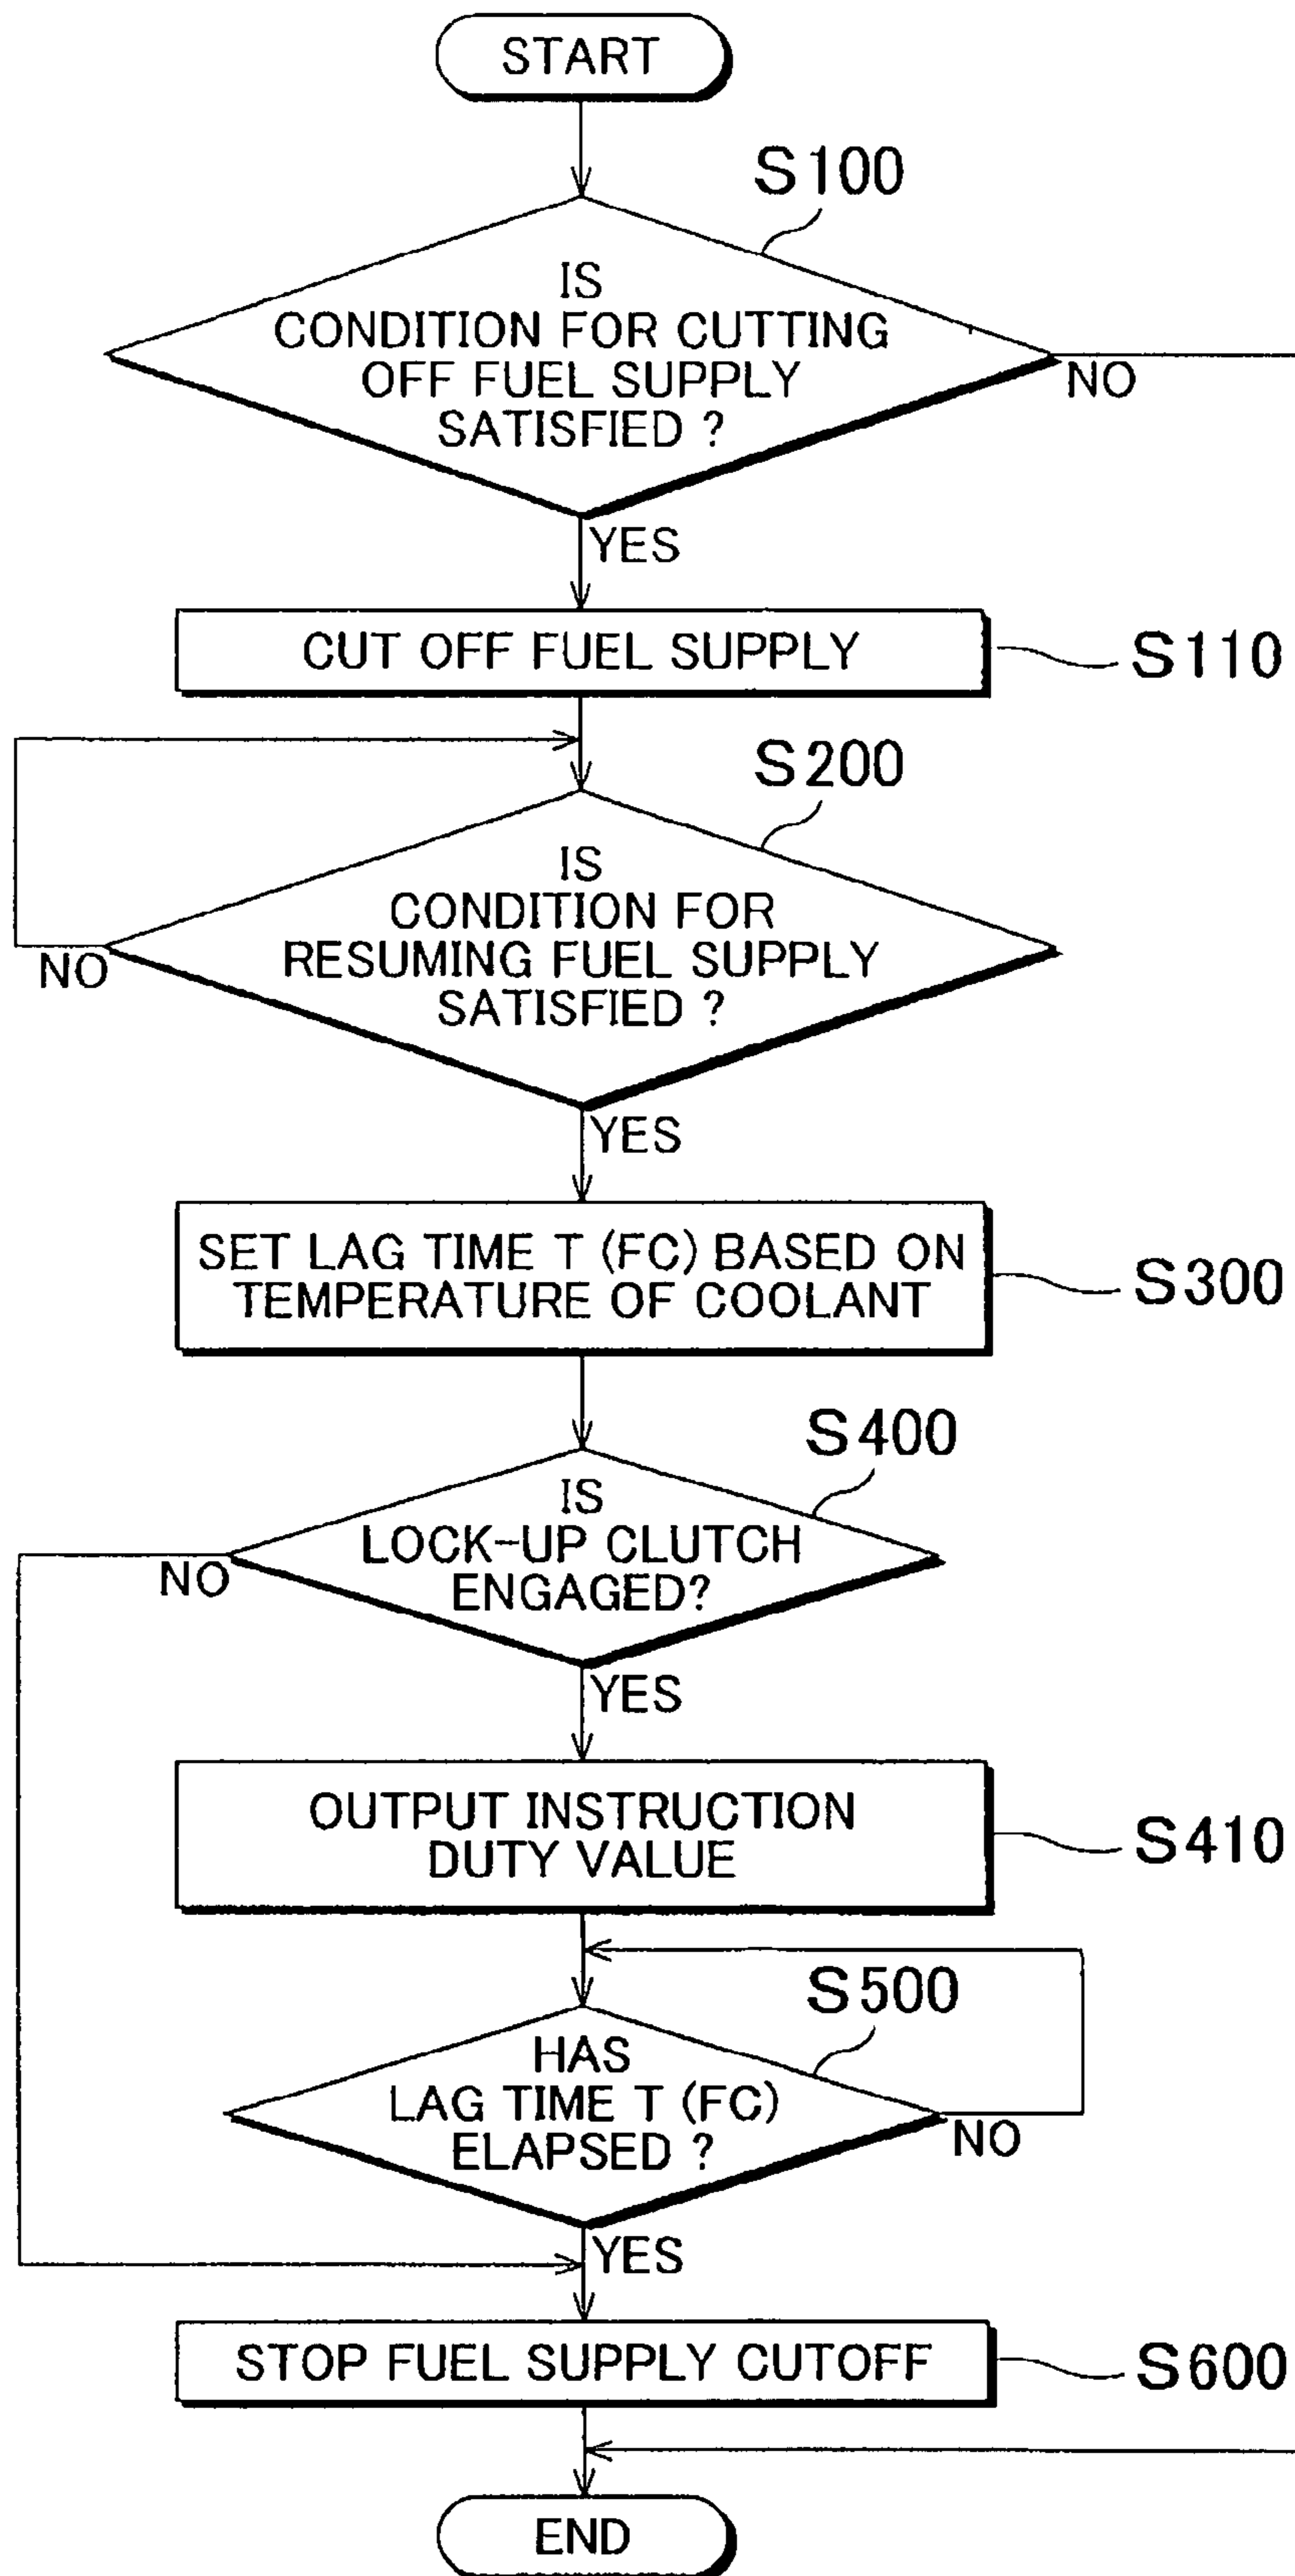 START
S100
IS
CONDITION FOR CUTTING
OFF FUEL SUPPLY
SATISFIED ?
NO
YES
CUT OFF FUEL SUPPLY
S110
S200
IS
CONDITION FOR
RESUMING FUEL SUPPLY
SATISFIED ?
NO
YES
SET LAG TIME T (FC) BASED ON
TEMPERATURE OF COOLANT
S300
S400
IS
LOCK-UP CLUTCH
ENGAGED?
NO
YES
OUTPUT INSTRUCTION
DUTY VALUE
S410
S500
HAS
LAG TIME T (FC)
ELAPSED ?
NO
YES
STOP FUEL SUPPLY CUTOFF
S600
END